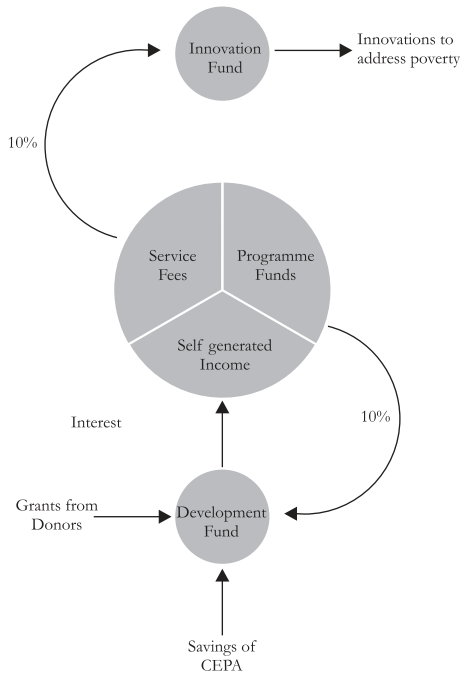 Innovation
Fund
Innovations to
address poverty
10%
Service
Fees
Programme
Funds
Self generated
Income
Interest
10%
Grants from
Donors
Development
Fund
Savings of
CEPA